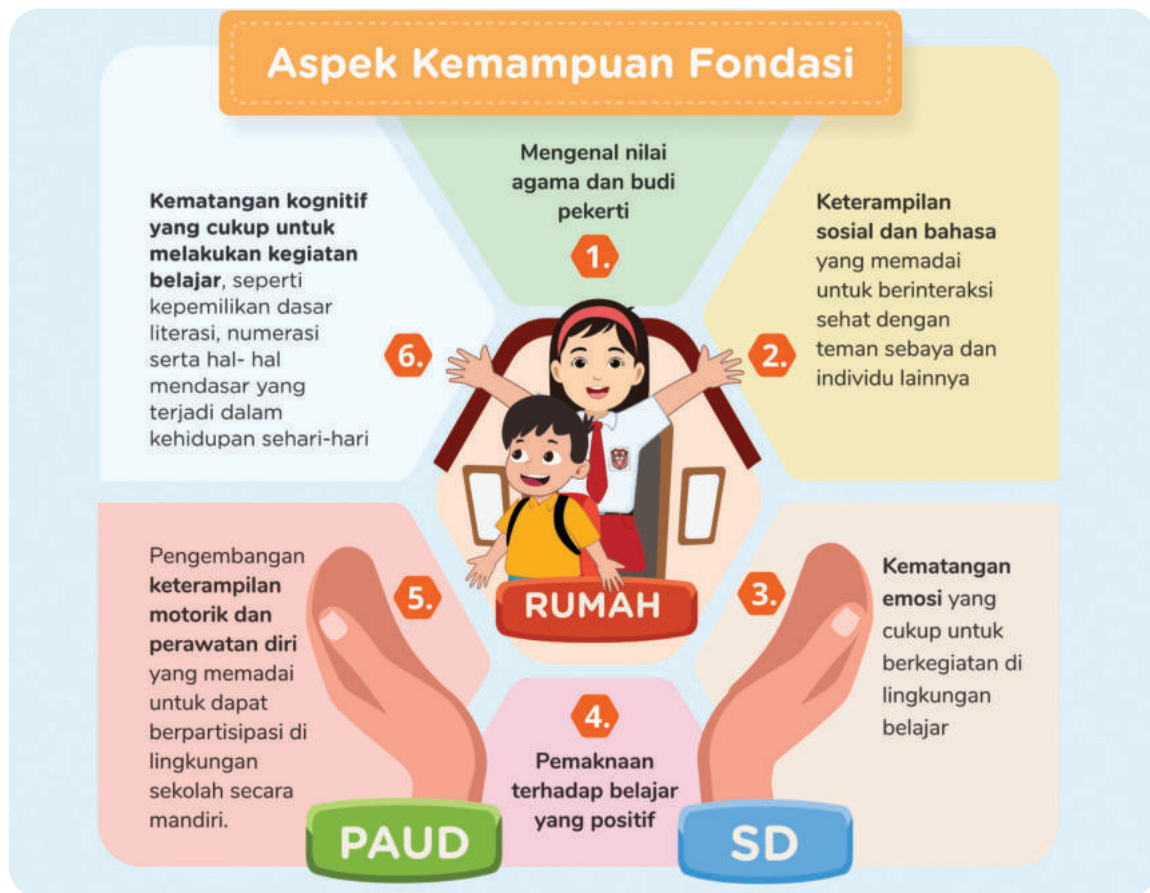 Aspek Kemampuan Fondasi
Mengenal nilai
agama dan budi
pekerti
1.
Keterampilan
sosial dan bahasa
yang memadai
untuk berinteraksi
sehat dengan
teman sebaya dan
individu lainnya
2.
Kematangan
emosi yang
cukup untuk
berkegiatan di
lingkungan
belajar
3.
4.
Pemaknaan
terhadap belajar
yang positif
Pengembangan
keterampilan
motorik dan
perawatan diri
yang memadai
untuk dapat
berpartisipasi di
lingkungan
sekolah secara
mandiri.
5.
Kematangan kognitif
yang cukup untuk
melakukan kegiatan
belajar, seperti
kepemilikan dasar
literasi, numerasi
serta hal- hal
mendasar yang
terjadi dalam
kehidupan sehari-hari
6.
RUMAH
PAUD
SD